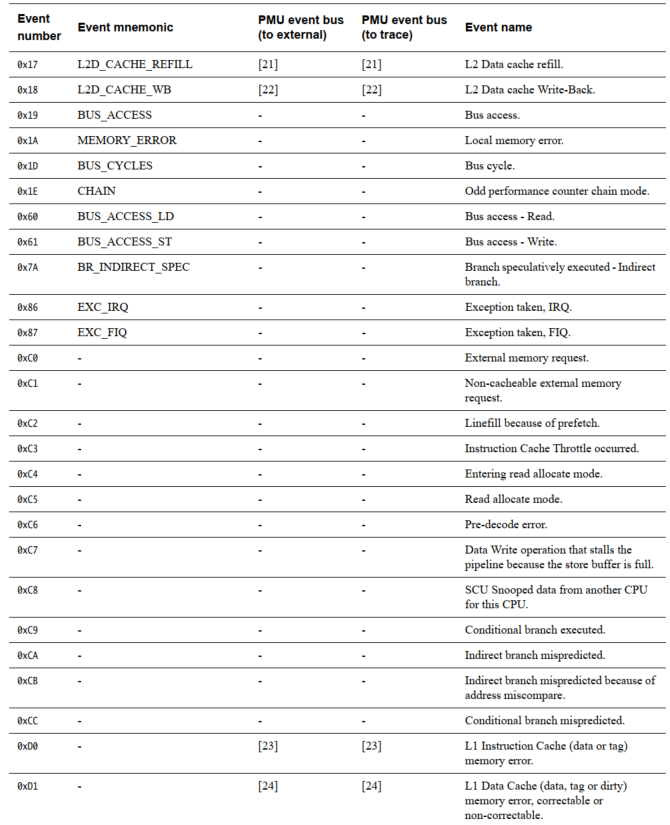 Event number Event mnemonic PMU event bus (to external) PMU event bus (to trace) Event name
0x17 L2D_CACHE_REFILL [21] [21] L2 Data cache refill.
0x18 L2D_CACHE_WB [22] [22] L2 Data cache Write-Back.
0x19 BUS_ACCESS - - Bus access.
0x1A MEMORY_ERROR - - Local memory error.
0x1D BUS_CYCLES - - Bus cycle.
0x1E CHAIN - - Odd performance counter chain mode.
0x60 BUS_ACCESS_LD - - Bus access - Read.
0x61 BUS_ACCESS_ST - - Bus access - Write.
0x7A BR_INDIRECT_SPEC - - Branch speculatively executed - Indirect
branch.
0x86 EXC_IRQ - - Exception taken, IRQ.
0x87 EXC_FIQ - - Exception taken, FIQ.
0xC0 - - - External memory request.
0xC1 - - - Non-cacheable external memory
request.
0xC2 - - - Linefill because of prefetch.
0xC3 - - - Instruction Cache Throttle occurred.
0xC4 - - - Entering read allocate mode.
0xC5 - - - Read allocate mode.
0xC6 - - - Pre-decode error.
0xC7 - - - Data Write operation that stalls the
pipeline because the store buffer is full.
0xC8 - - - SCU Snooped data from another CPU
for this CPU.
0xC9 - - - Conditional branch executed.
0xCA - - - Indirect branch mispredicted.
0xCB - - - Indirect branch mispredicted because of
address miscompare.
0xCC - - - Conditional branch mispredicted.
0xD0 - [23] [23] L1 Instruction Cache (data or tag)
memory error.
0xD1 - [24] [24] L1 Data Cache (data, tag or dirty)
memory error, correctable or
non-correctable.